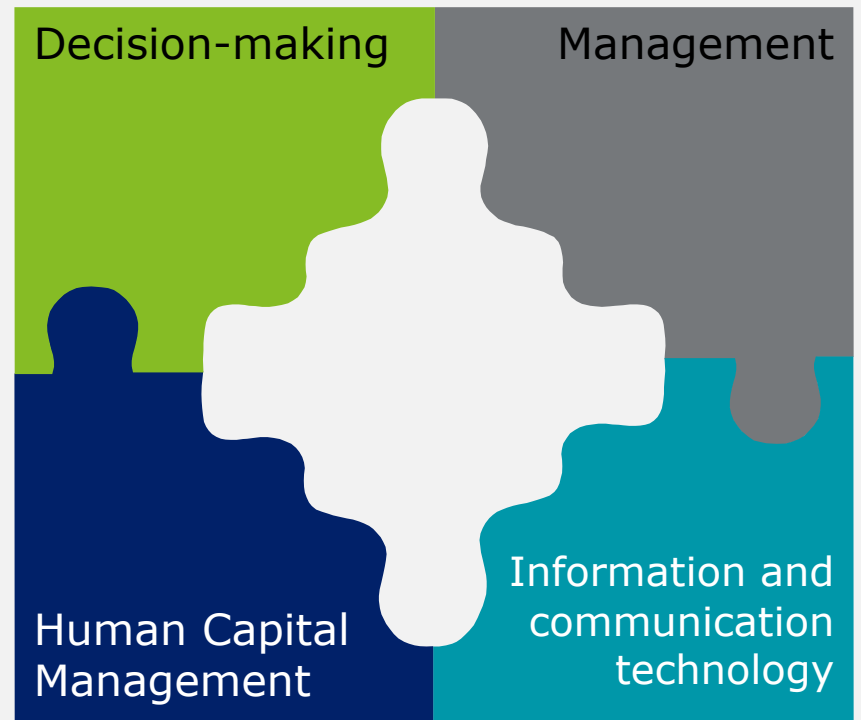 Decision-making
Management
Human Capital
Management
Information and
communication
technology